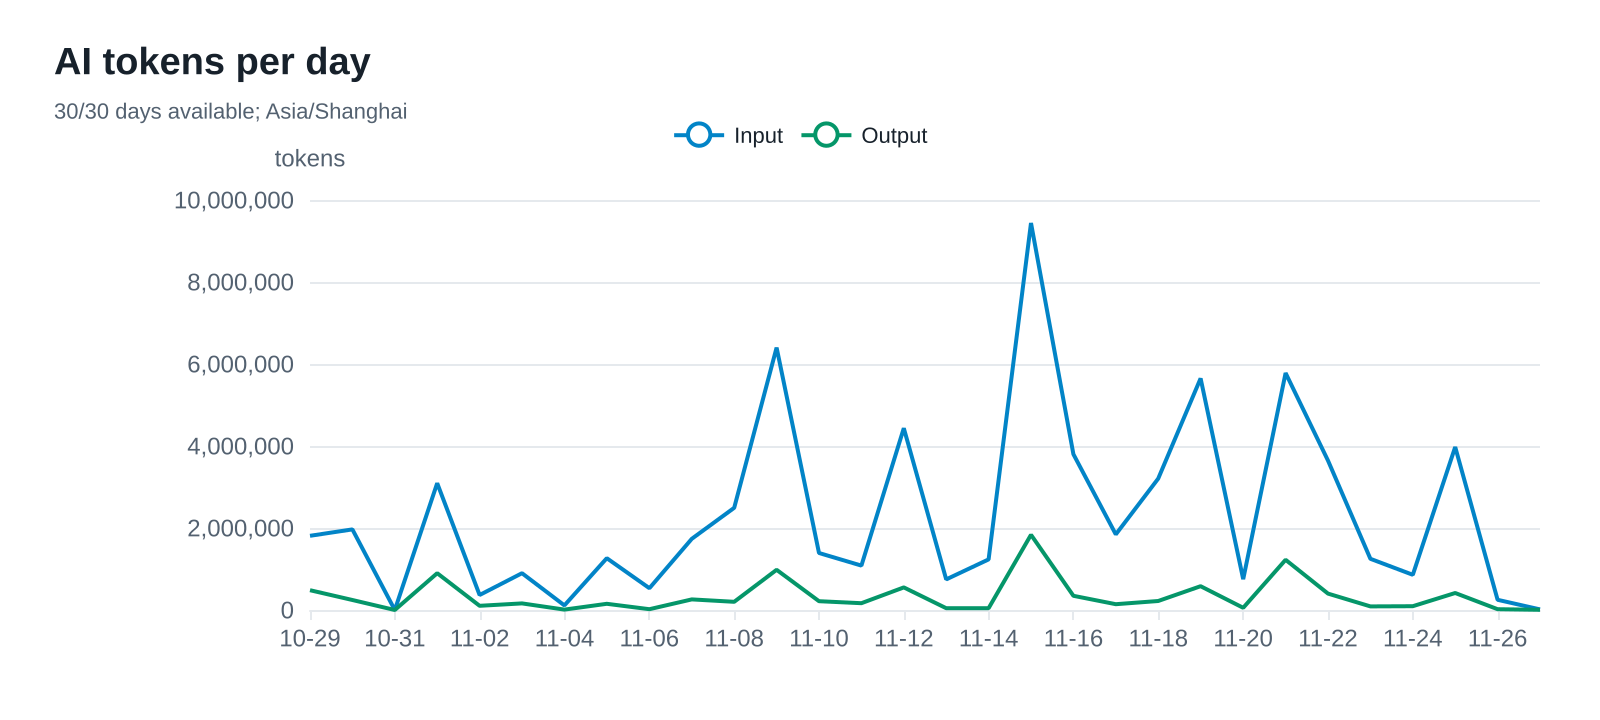 AI tokens per day
30/30 days available; Asia/Shanghai
Input Output
tokens
10,000,000
8,000,000
6,000,000
4,000,000
2,000,000
0
10-29 10-31 11-02 11-04 11-06 11-08 11-10 11-12 11-14 11-16 11-18 11-20 11-22 11-24 11-26